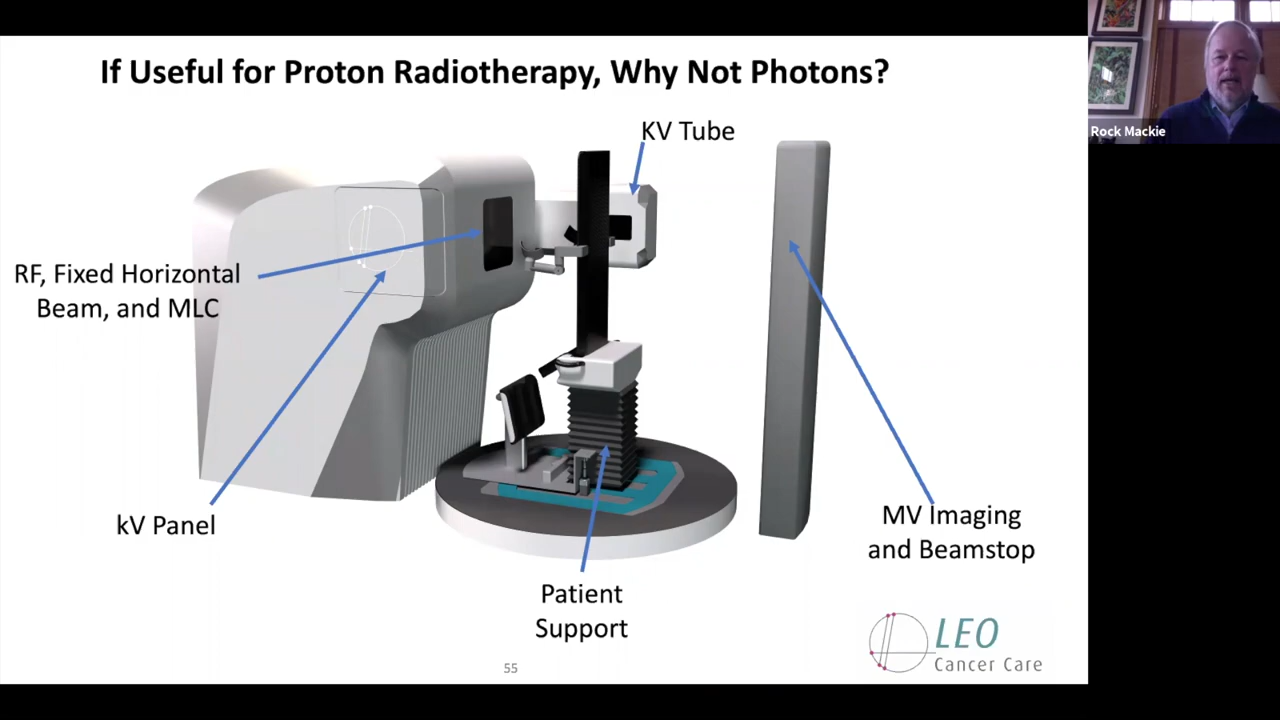 If Useful for Proton Radiotherapy, Why Not Photons?
Rock Mackie
KV Tube
RF, Fixed Horizontal
Beam, and MLC
kV Panel
MV Imaging
and Beamstop
Patient
Support
55
LEO
Cancer Care